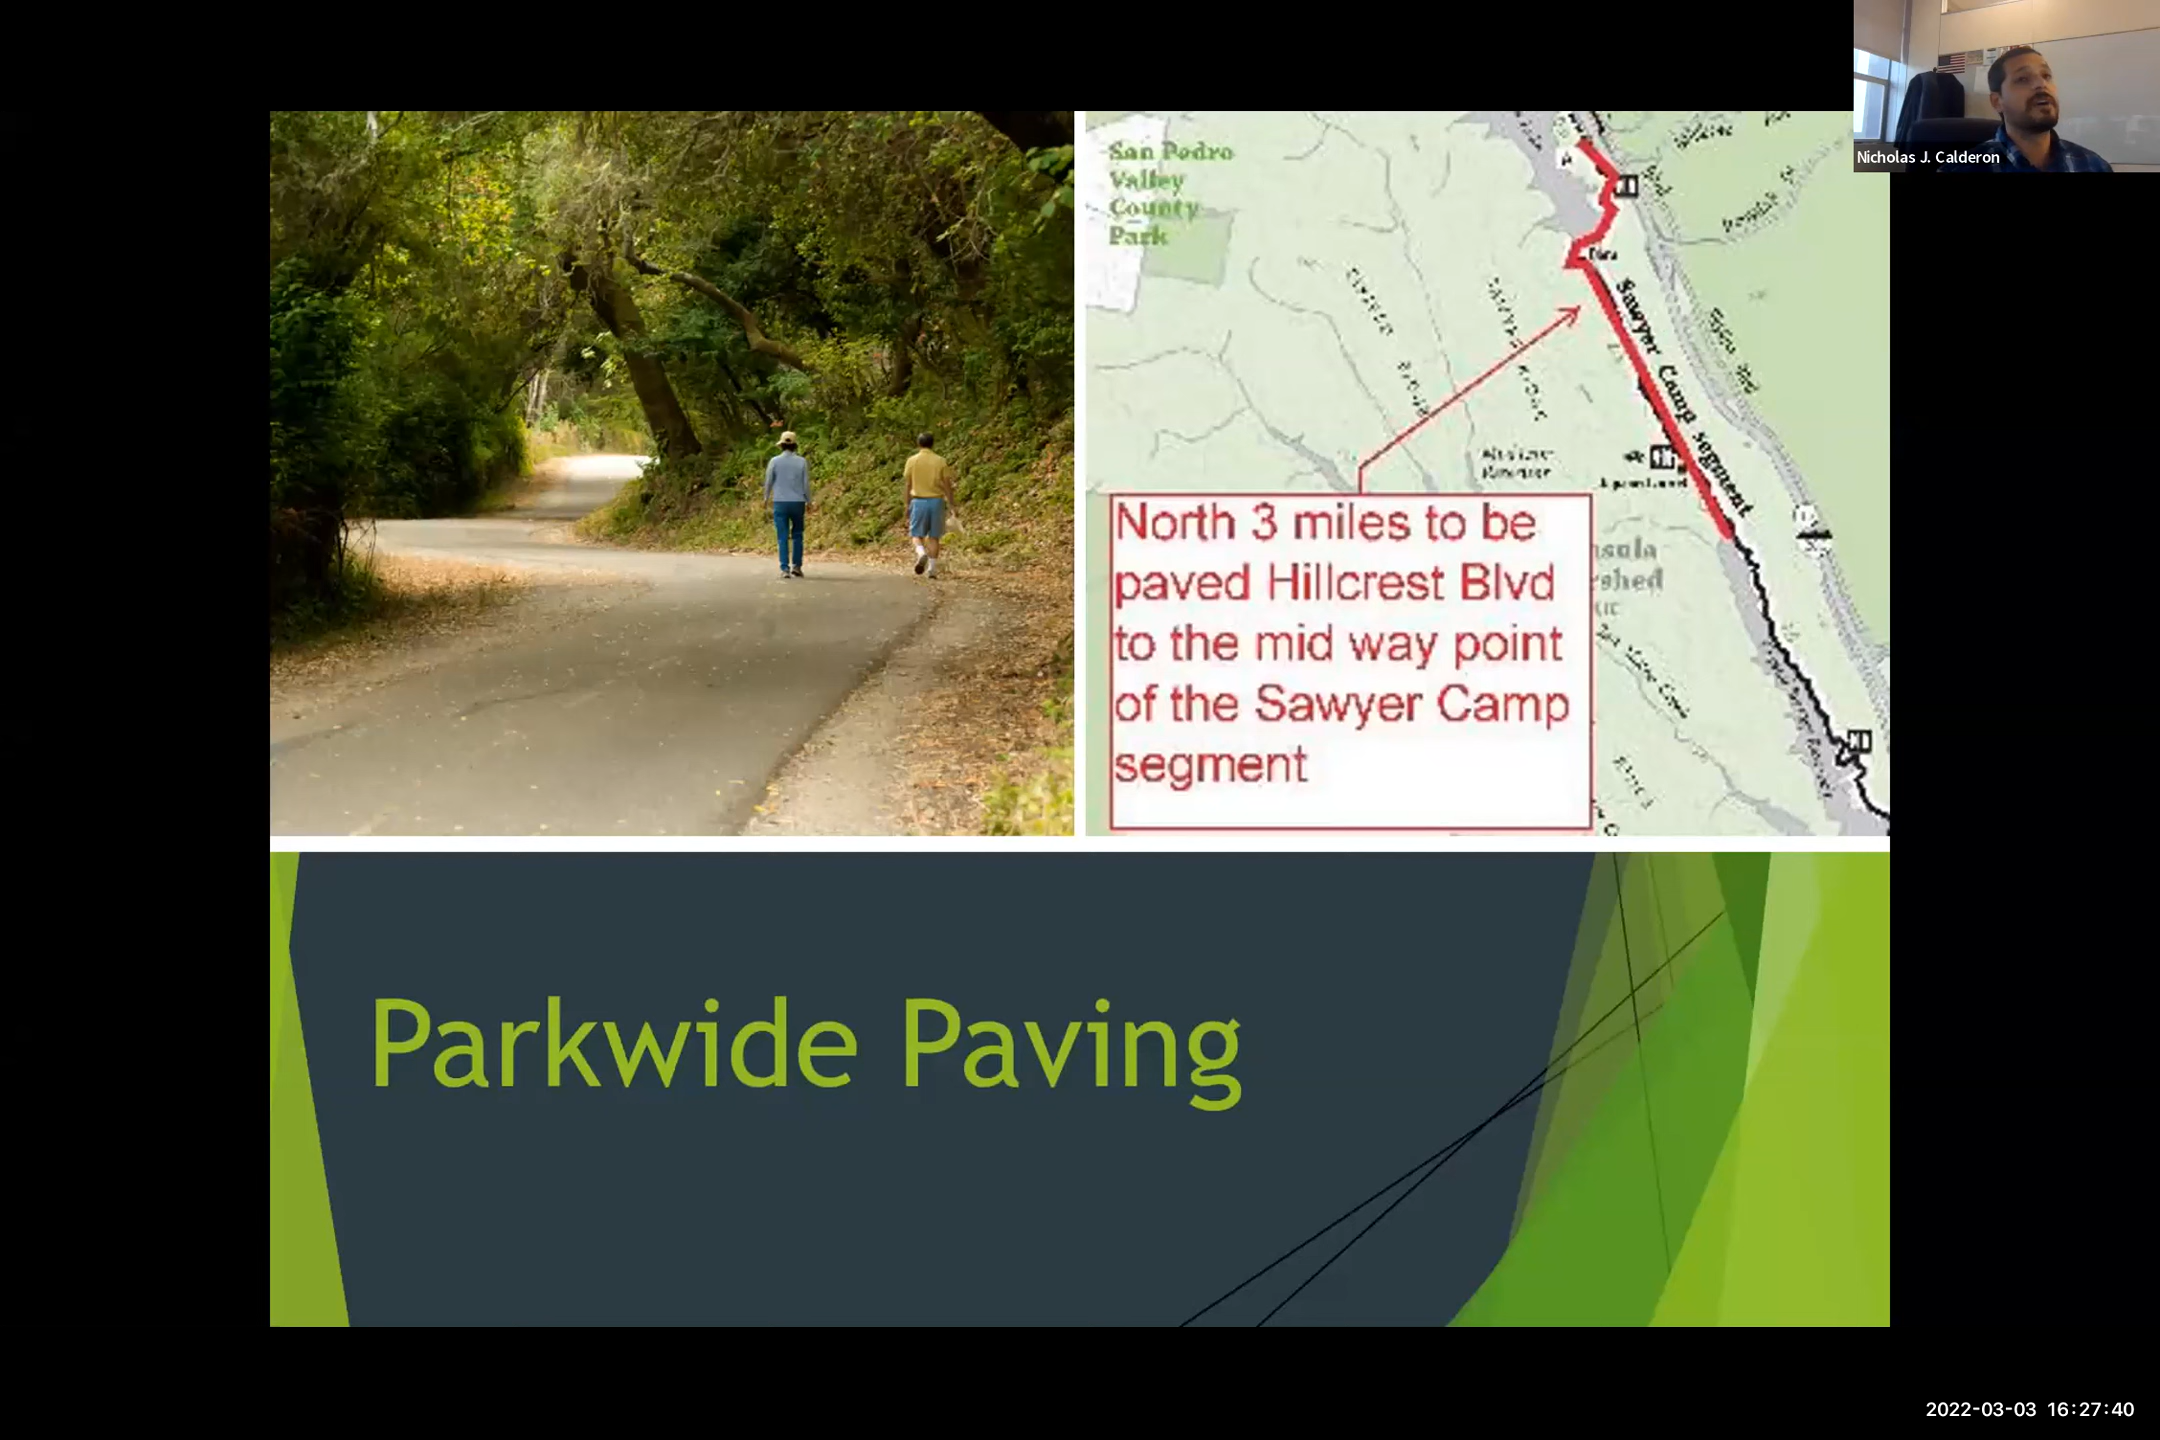 Nicholas J. Calderon
San Pedro
Valley
County
Park
Sawyer Camp segment
North 3 miles to be
paved Hillcrest Blvd
to the mid way point
of the Sawyer Camp
segment
Parkwide Paving
2022-03-03 16:27:40